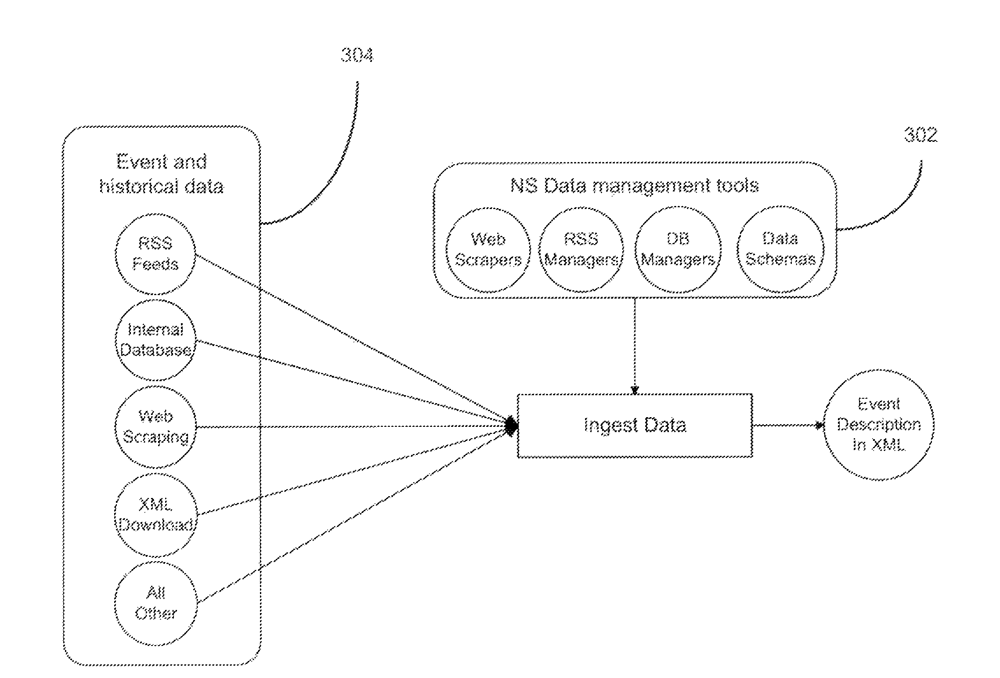 304
302
Event and
historical data
RSS
Feeds
Internal
Database
Web
Scraping
XML
Download
All
Other
NS Data management tools
Web
Scrapers
RSS
Managers
DB
Managers
Data
Schemas
Ingest Data
Event
Description
in XML